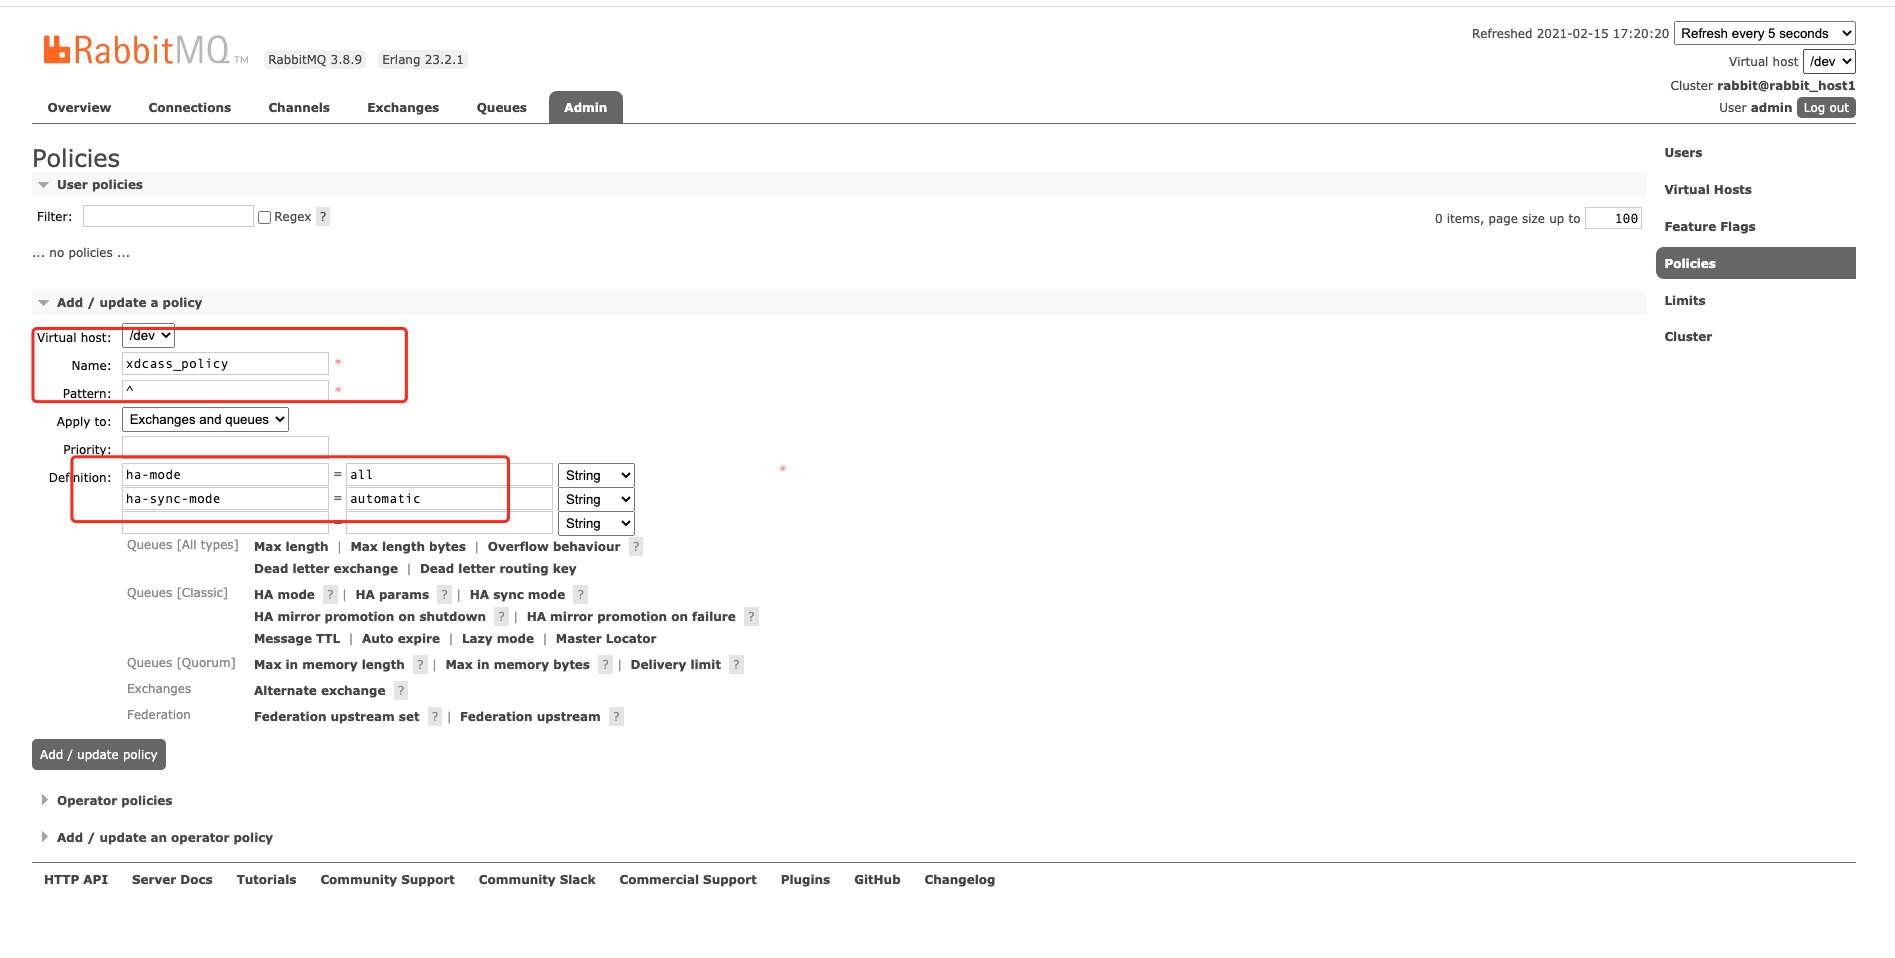 Refreshed 2021-02-15 17:20:20 Refresh every 5 seconds
RabbitMQ TM RabbitMQ 3.8.9 Erlang 23.2.1
Virtual host /dev
Cluster rabbit@rabbit_host1
User admin Log out
Overview Connections Channels Exchanges Queues Admin
Policies
User policies
Filter: Regex ?
0 items, page size up to 100
... no policies ...
Add / update a policy
Virtual host: /dev
Name: xdcass_policy *
Pattern: ^ *
Apply to: Exchanges and queues
Priority:
Definition: ha-mode = all String *
ha-sync-mode = automatic String
= String
Queues [All types] Max length | Max length bytes | Overflow behaviour ?
Dead letter exchange | Dead letter routing key
Queues [Classic] HA mode ? | HA params ? | HA sync mode ?
HA mirror promotion on shutdown ? | HA mirror promotion on failure ?
Message TTL | Auto expire | Lazy mode | Master Locator
Queues [Quorum] Max in memory length ? | Max in memory bytes ? | Delivery limit ?
Exchanges Alternate exchange ?
Federation Federation upstream set ? | Federation upstream ?
Add / update policy
Operator policies
Add / update an operator policy
Users
Virtual Hosts
Feature Flags
Policies
Limits
Cluster
HTTP API Server Docs Tutorials Community Support Community Slack Commercial Support Plugins GitHub Changelog